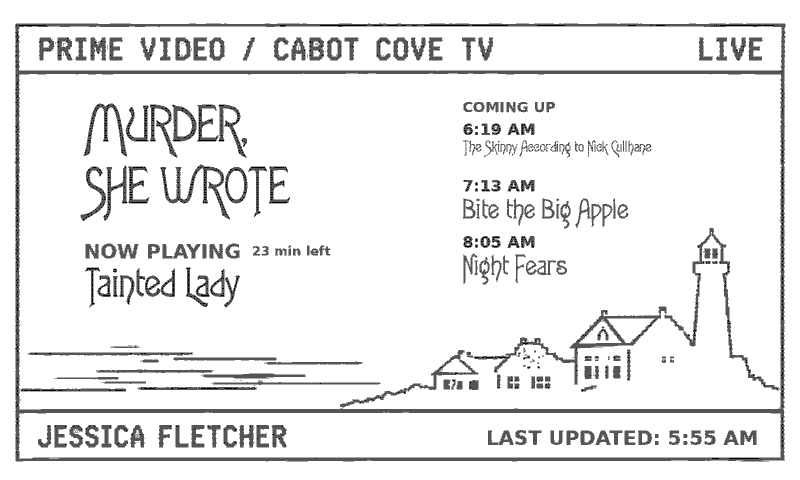 PRIME VIDEO / CABOT COVE TV
LIVE
MURDER,
SHE WROTE
NOW PLAYING 23 min left
Tainted Lady
COMING UP
6:19 AM
The Skinny According to Nick Cullhane
7:13 AM
Bite the Big Apple
8:05 AM
Night Fears
JESSICA FLETCHER
LAST UPDATED: 5:55 AM